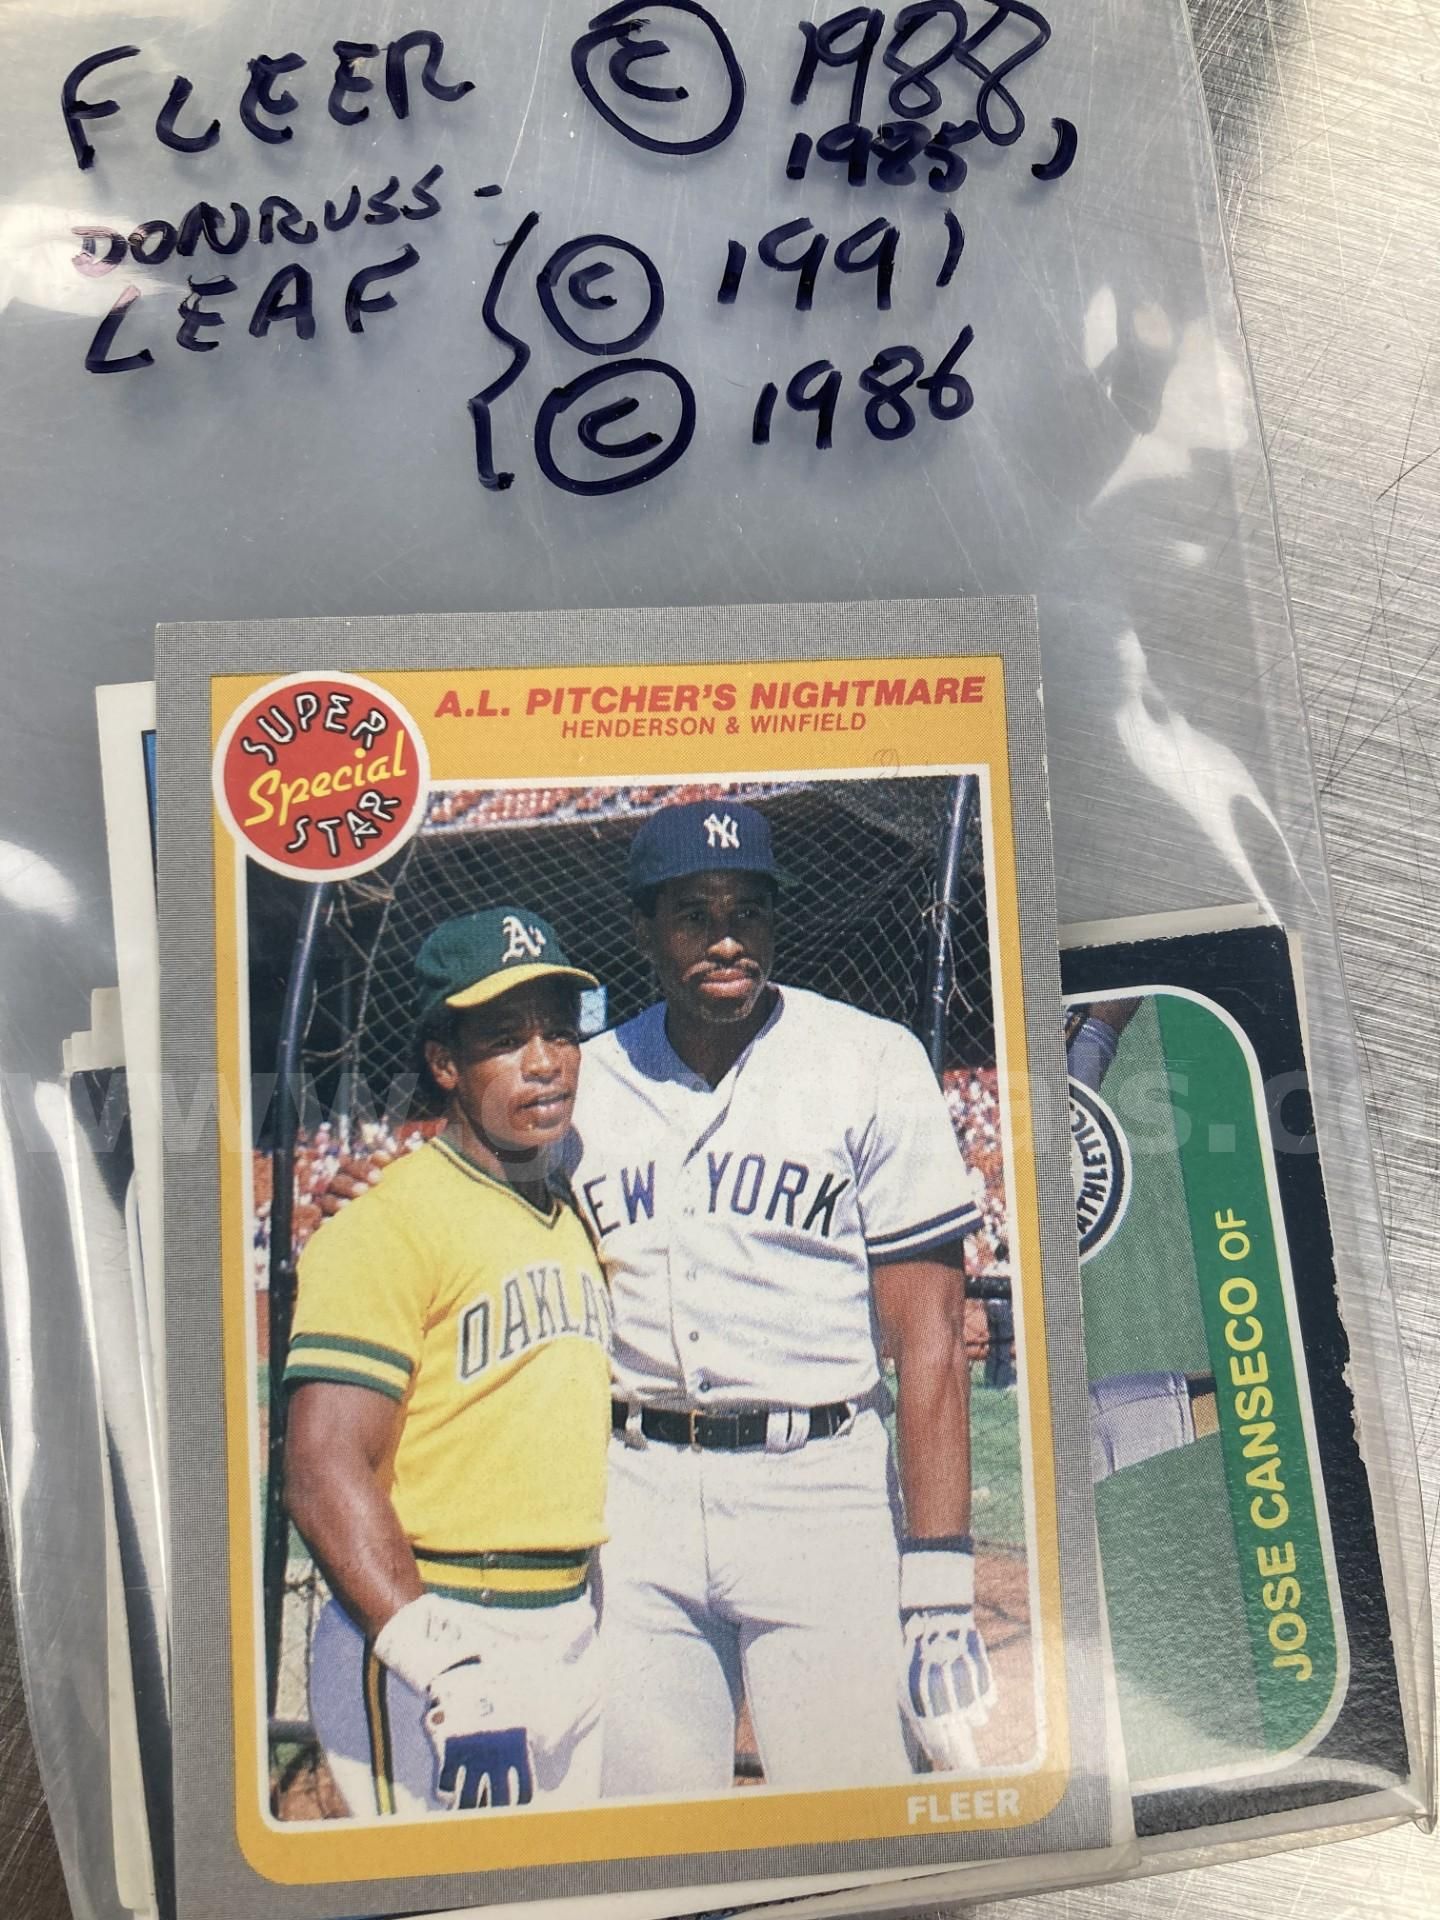 FLEER © 1988,
1985
DONRUSS-
LEAF { © 1991
© 1986
SUPER
Special
STAR
A.L. PITCHER'S NIGHTMARE
HENDERSON & WINFIELD
NY
A's
OAKLA
EW YORK
FLEER
JOSE CANSECO OF